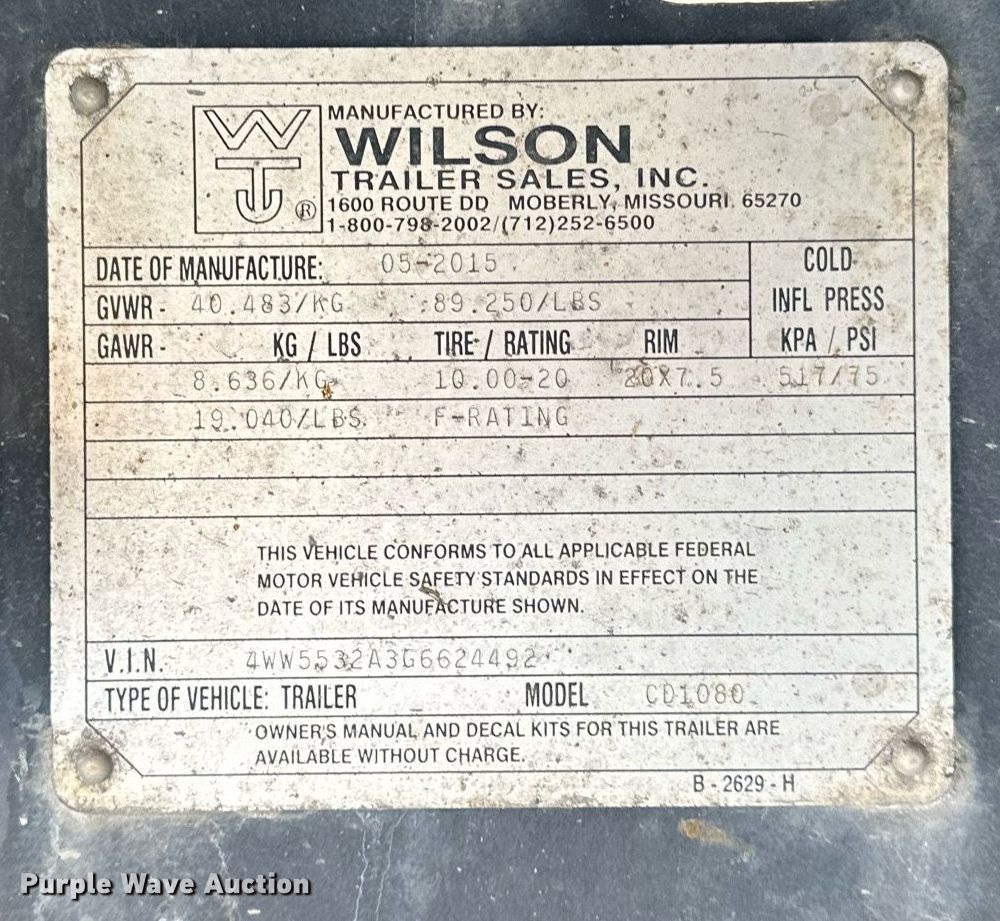 WTJ ®
MANUFACTURED BY:
WILSON
TRAILER SALES, INC.
1600 ROUTE DD MOBERLY, MISSOURI. 65270
1-800-798-2002/(712)252-6500
DATE OF MANUFACTURE: 05-2015
GVWR - 40.483/KG 89.250/LBS
COLD
INFL PRESS
KPA / PSI
GAWR - KG / LBS TIRE / RATING RIM
8.636/KG 10.00-20 20X7.5 517/75
19.040/LBS F-RATING
THIS VEHICLE CONFORMS TO ALL APPLICABLE FEDERAL
MOTOR VEHICLE SAFETY STANDARDS IN EFFECT ON THE
DATE OF ITS MANUFACTURE SHOWN.
V.I.N. 4WW5532A3G6624492
TYPE OF VEHICLE: TRAILER MODEL CD1080
OWNER'S MANUAL AND DECAL KITS FOR THIS TRAILER ARE
AVAILABLE WITHOUT CHARGE.
B - 2629 - H
Purple Wave Auction